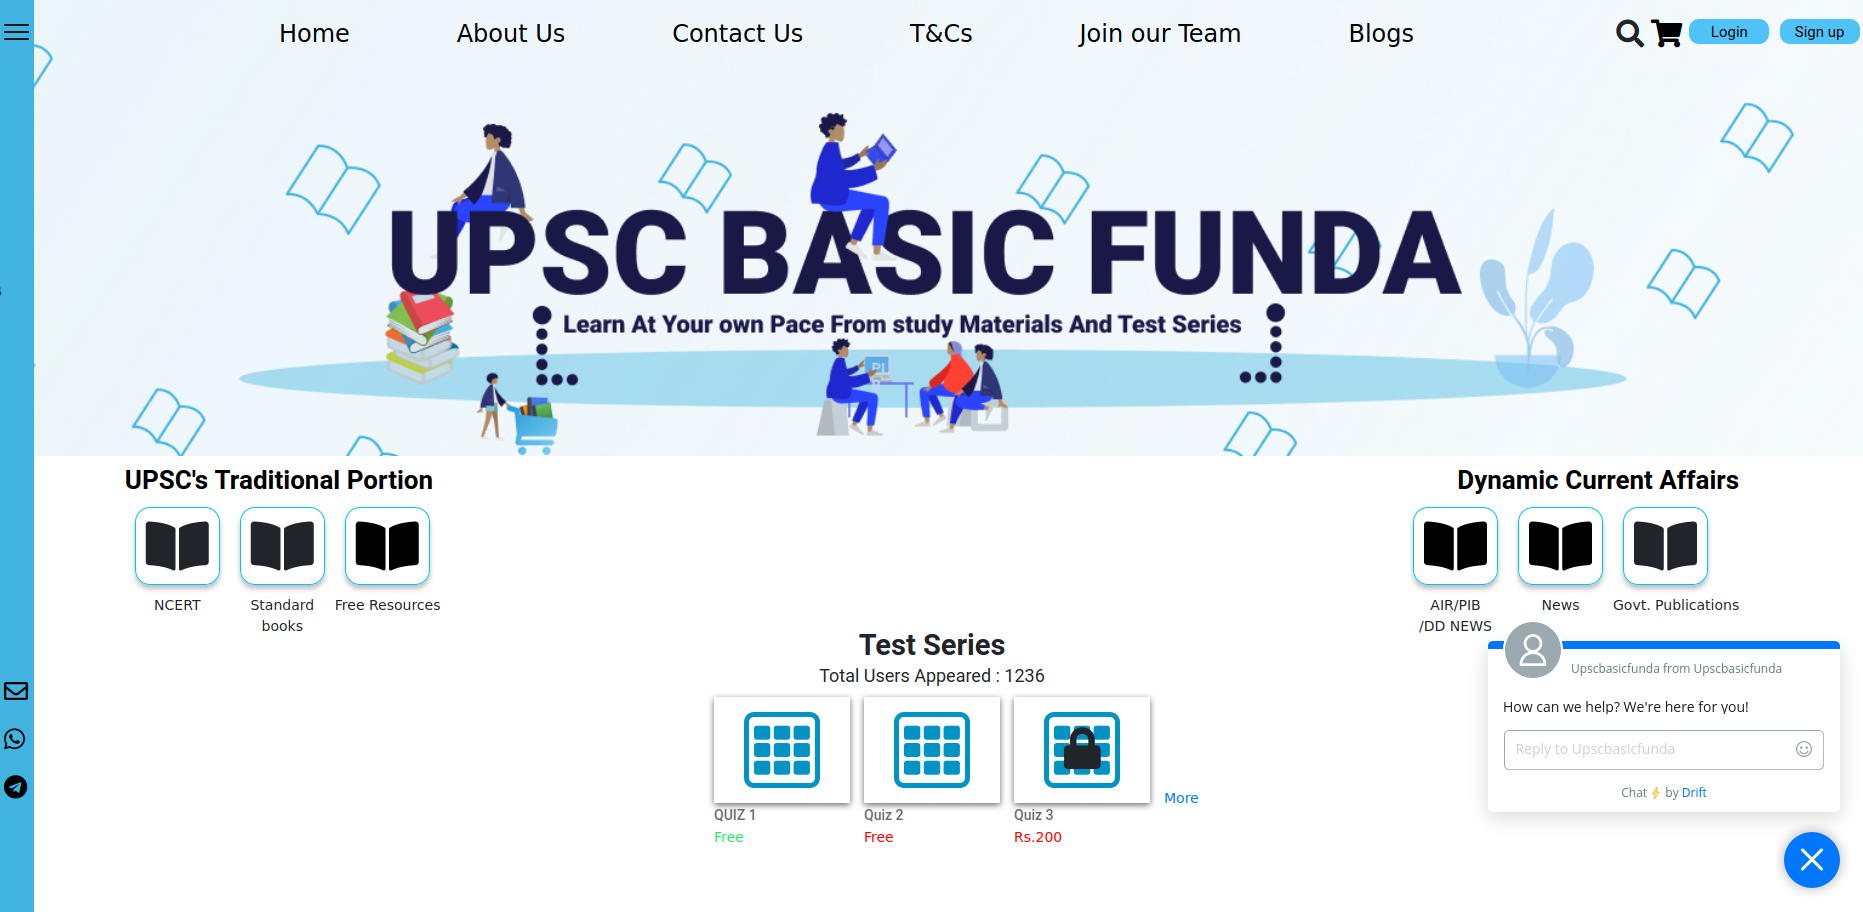 Home About Us Contact Us T&Cs Join our Team Blogs Login Sign up
UPSC BASIC FUNDA
Learn At Your own Pace From study Materials And Test Series
UPSC's Traditional Portion
NCERT
Standard
books
Free Resources
Dynamic Current Affairs
AIR/PIB
/DD NEWS
News
Govt. Publications
Test Series
Total Users Appeared : 1236
QUIZ 1
Free
Quiz 2
Free
Quiz 3
Rs.200
More
Upscbasicfunda from Upscbasicfunda
How can we help? We're here for you!
Reply to Upscbasicfunda
Chat ⚡ by Drift